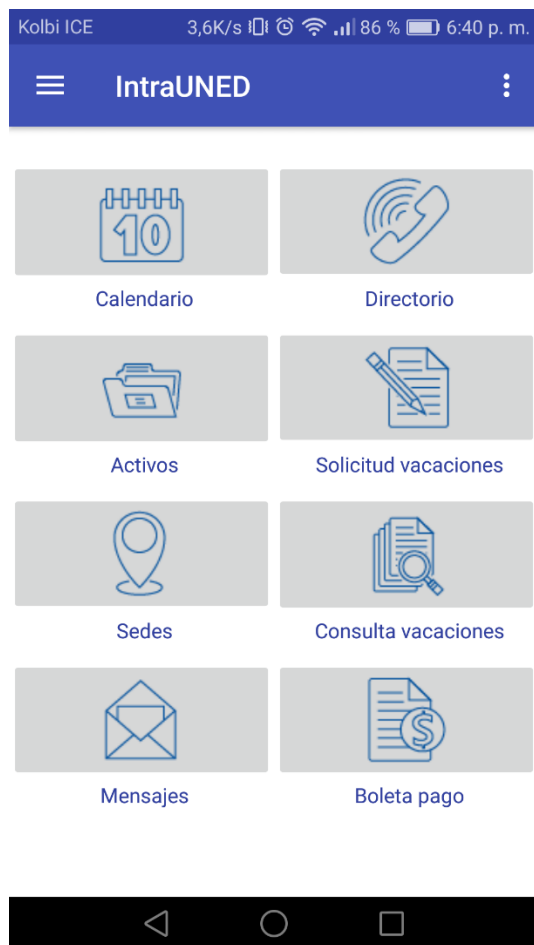 Kolbi ICE 3,6K/s 86 % 6:40 p. m.
IntraUNED
10
Calendario Directorio
Activos Solicitud vacaciones
Sedes Consulta vacaciones
$
Mensajes Boleta pago